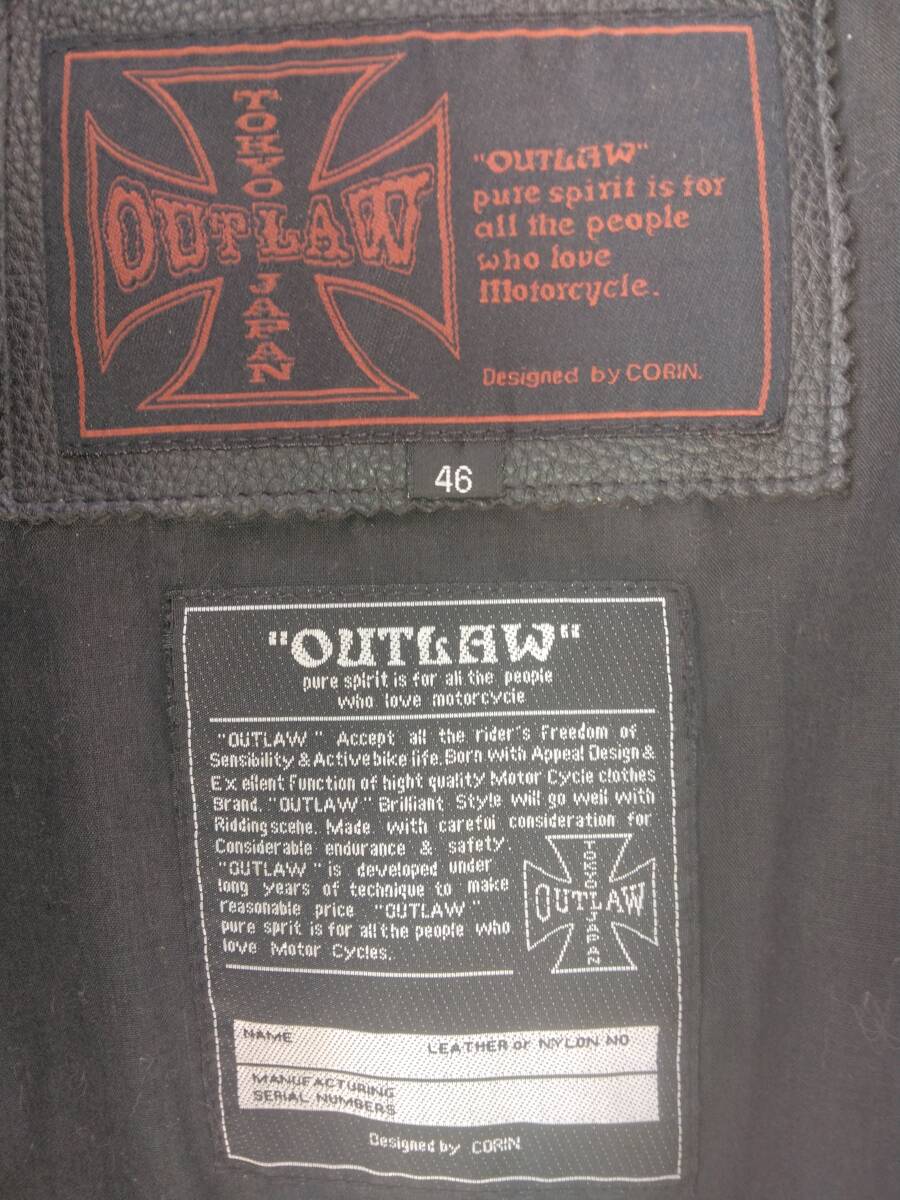 TOKYO
OUTLAW
JAPAN
"OUTLAW"
pure spirit is for
all the people
who love
Motorcycle.
Designed by CORIN.
46
"OUTLAW"
pure spirit is for all the people
who love motorcycle
"OUTLAW" Accept all the rider's Freedom of
Sensibility & Active bike life. Born with Appeal Design &
Exellent Function of hight quality Motor Cycle clothes
Brand. "OUTLAW" Brilliant Style will go well with
Ridding scene. Made with carefol consideration for
Considerable endurance & safety.
"OUTLAW" is developed under
long years of technique to make
reasonable price "OUTLAW"
pure sprit is for all the people who
love Motor Cycles.
TOKYO
OUTLAW
JAPAN
NAME
LEATHER or NYLON NO
MANUFACTURING
SERIAL NUMBERS
Designed by CORIN.